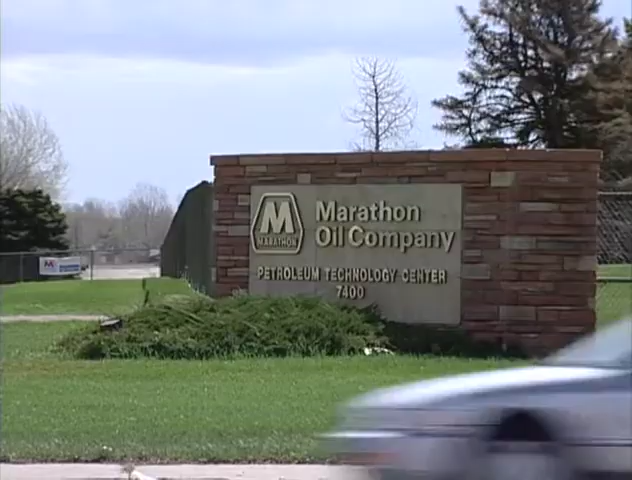 M
MARATHON
Marathon
Oil Company
PETROLEUM TECHNOLOGY CENTER
7400